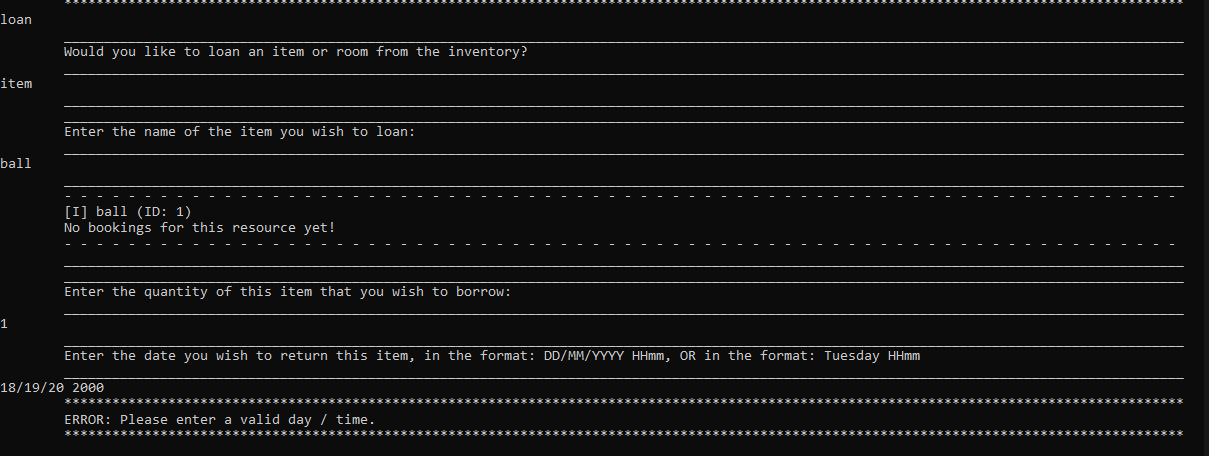 loan
Would you like to loan an item or room from the inventory?
item
Enter the name of the item you wish to loan:
ball
[I] ball (ID: 1)
No bookings for this resource yet!
Enter the quantity of this item that you wish to borrow:
1
Enter the date you wish to return this item, in the format: DD/MM/YYYY HHmm, OR in the format: Tuesday HHmm
18/19/20 2000
ERROR: Please enter a valid day / time.